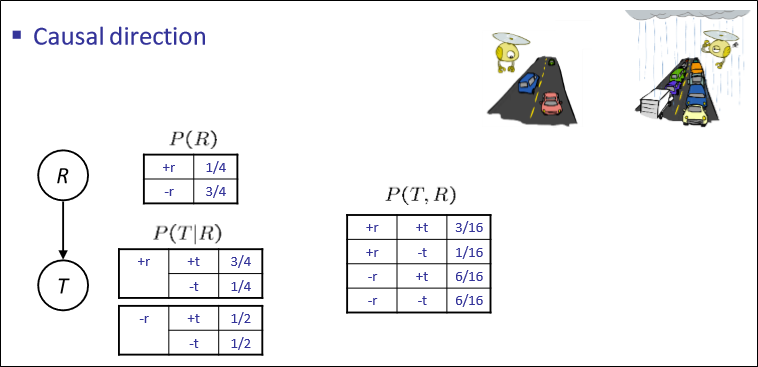 Causal direction
P(R)
+r 1/4
-r 3/4
R
P(T|R)
+r +t 3/4
-t 1/4
-r +t 1/2
-t 1/2
T
P(T, R)
+r +t 3/16
+r -t 1/16
-r +t 6/16
-r -t 6/16